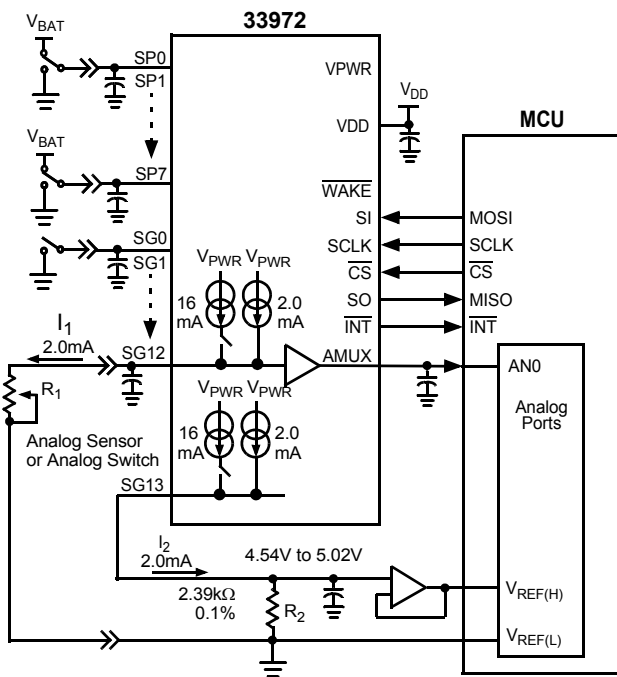 33972
V_BAT
SP0
SP1
VPWR
V_DD
VDD
MCU
V_BAT
SP7
WAKE
SI
MOSI
SG0
SG1
SCLK
SCLK
V_PWR V_PWR
CS
CS
16 mA
2.0 mA
SO
MISO
INT
INT
I_1
2.0mA
SG12
AMUX
AN0
R_1
Analog Ports
V_PWR V_PWR
Analog Sensor
or Analog Switch
16 mA
2.0 mA
SG13
I_2
2.0mA
4.54V to 5.02V
2.39kΩ
0.1%
R_2
V_REF(H)
V_REF(L)